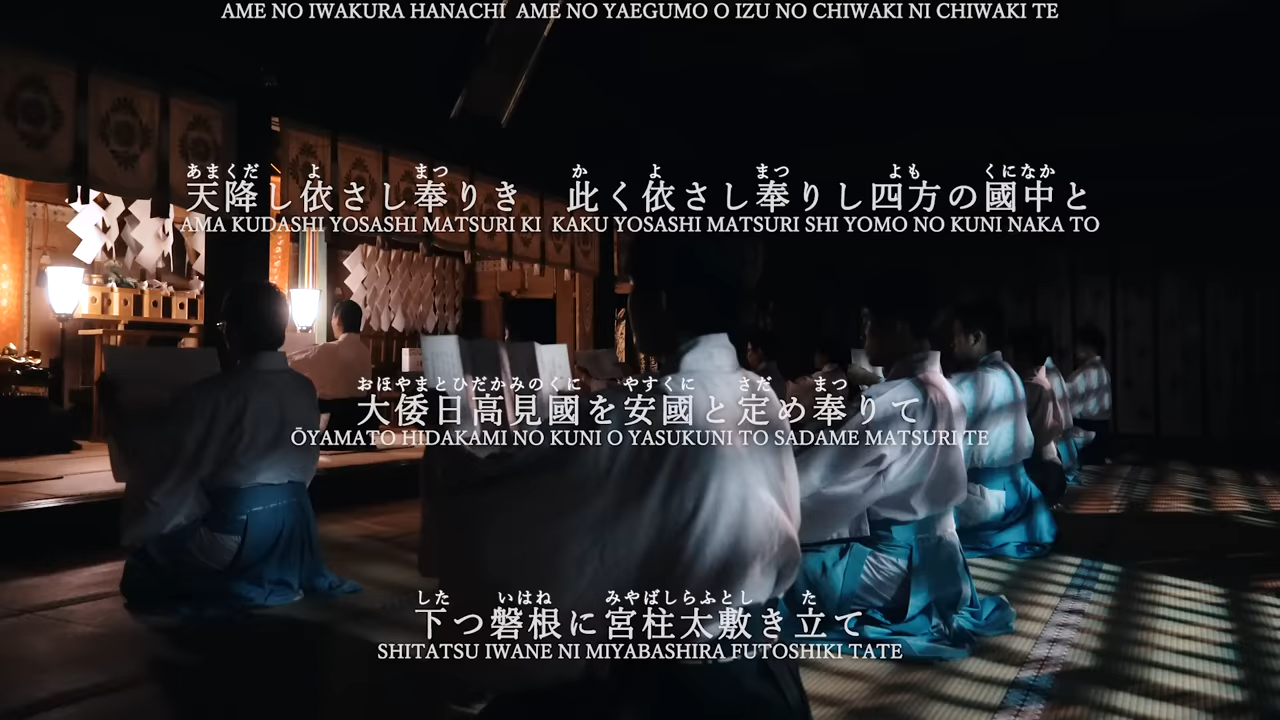 AME NO IWAKURA HANACHI AME NO YAEGUMO O IZU NO CHIWAKI NI CHIWAKI TE
あまくだ よ まつ か よ まつ よも くになか
天降し依さし奉りき 此く依さし奉りし四方の國中と
AMA KUDASHI YOSASHI MATSURI KI KAKU YOSASHI MATSURI SHI YOMO NO KUNI NAKA TO
おほやまとひだかみのくに やすくに さだ まつ
大倭日高見國を安國と定め奉りて
ŌYAMATO HIDAKAMI NO KUNI O YASUKUNI TO SADAME MATSURI TE
した いはね みやばしらふとし た
下つ磐根に宮柱太敷き立て
SHITATSU IWANE NI MIYABASHIRA FUTOSHIKI TATE